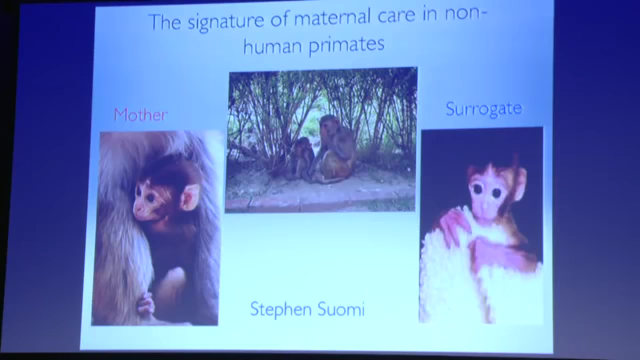 The signature of maternal care in non-
human primates
Mother
Surrogate
Stephen Suomi